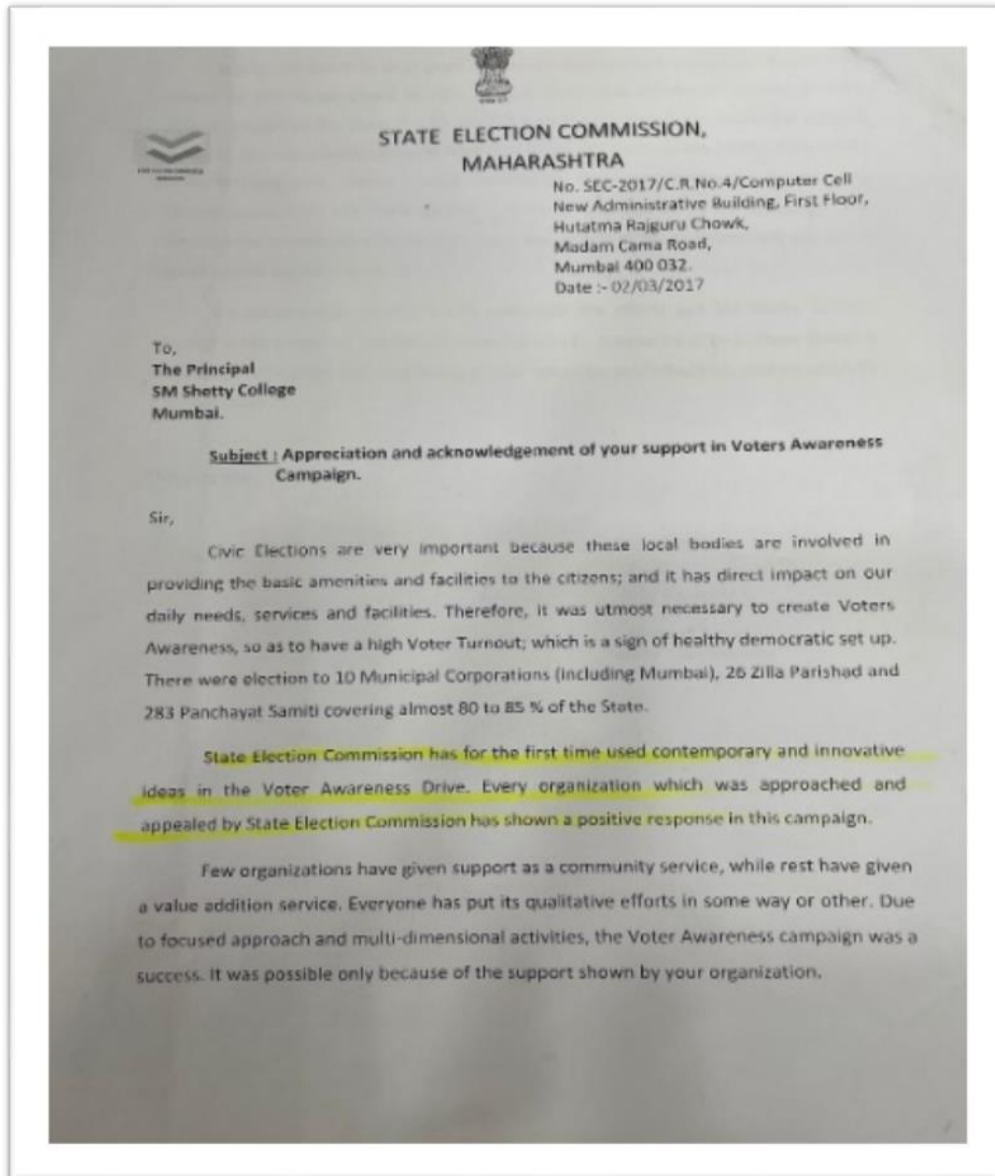 STATE ELECTION COMMISSION,
MAHARASHTRA
No. SEC-2017/C.R.No.4/Computer Cell
New Administrative Building, First Floor,
Hutatma Rajguru Chowk,
Madam Cama Road,
Mumbai 400 032.
Date :- 02/03/2017
To,
The Principal
SM Shetty College
Mumbai.
Subject : Appreciation and acknowledgement of your support in Voters Awareness
Campaign.
Sir,
Civic Elections are very important because these local bodies are involved in
providing the basic amenities and facilities to the citizens; and it has direct impact on our
daily needs, services and facilities. Therefore, it was utmost necessary to create Voters
Awareness, so as to have a high Voter Turnout; which is a sign of healthy democratic set up.
There were election to 10 Municipal Corporations (including Mumbai), 26 Zilla Parishad and
283 Panchayat Samiti covering almost 80 to 85 % of the State.
State Election Commission has for the first time used contemporary and innovative
ideas in the Voter Awareness Drive. Every organization which was approached and
appealed by State Election Commission has shown a positive response in this campaign.
Few organizations have given support as a community service, while rest have given
a value addition service. Everyone has put its qualitative efforts in some way or other. Due
to focused approach and multi-dimensional activities, the Voter Awareness campaign was a
success. It was possible only because of the support shown by your organization.